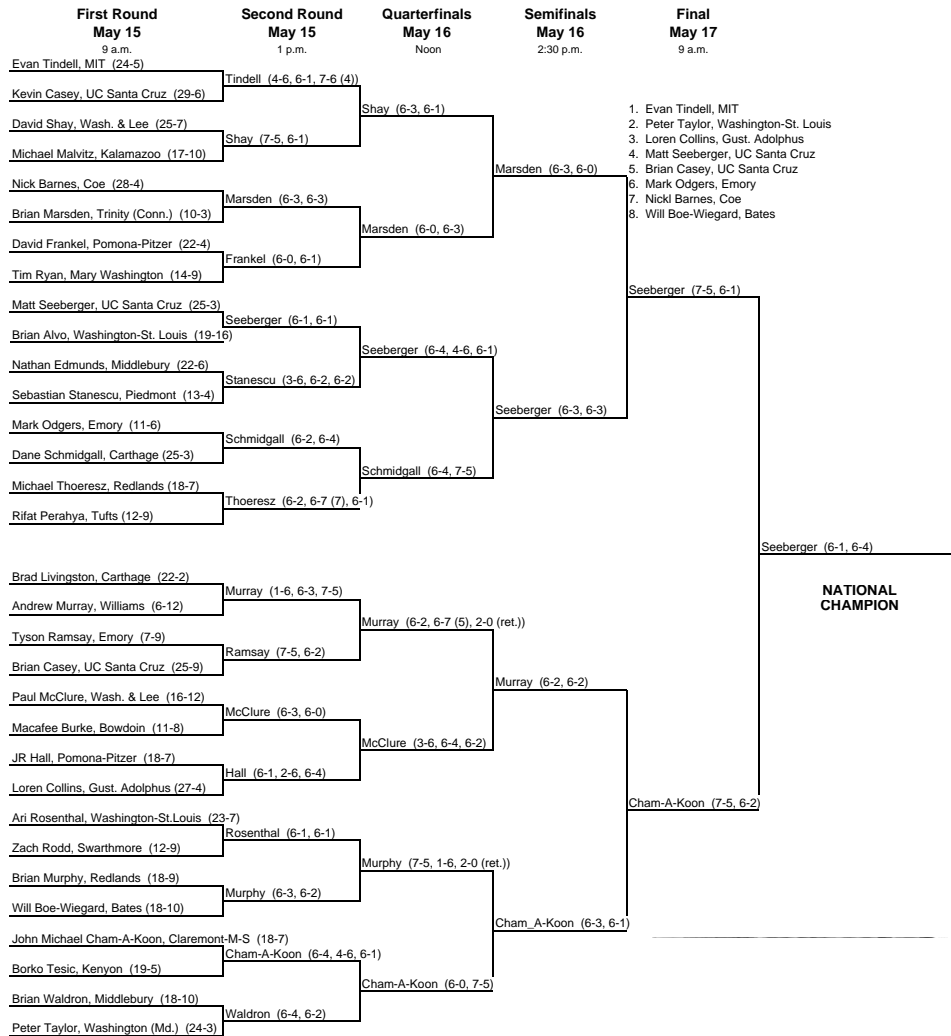 First Round
May 15
9 a.m.
Second Round
May 15
1 p.m.
Quarterfinals
May 16
Noon
Semifinals
May 16
2:30 p.m.
Final
May 17
9 a.m.
Evan Tindell, MIT (24-5)
Kevin Casey, UC Santa Cruz (29-6)
David Shay, Wash. & Lee (25-7)
Michael Malvitz, Kalamazoo (17-10)
Nick Barnes, Coe (28-4)
Brian Marsden, Trinity (Conn.) (10-3)
David Frankel, Pomona-Pitzer (22-4)
Tim Ryan, Mary Washington (14-9)
Matt Seeberger, UC Santa Cruz (25-3)
Brian Alvo, Washington-St. Louis (19-16)
Nathan Edmunds, Middlebury (22-6)
Sebastian Stanescu, Piedmont (13-4)
Mark Odgers, Emory (11-6)
Dane Schmidgall, Carthage (25-3)
Michael Thoeresz, Redlands (18-7)
Rifat Perahya, Tufts (12-9)
Brad Livingston, Carthage (22-2)
Andrew Murray, Williams (6-12)
Tyson Ramsay, Emory (7-9)
Brian Casey, UC Santa Cruz (25-9)
Paul McClure, Wash. & Lee (16-12)
Macafee Burke, Bowdoin (11-8)
JR Hall, Pomona-Pitzer (18-7)
Loren Collins, Gust. Adolphus (27-4)
Ari Rosenthal, Washington-St.Louis (23-7)
Zach Rodd, Swarthmore (12-9)
Brian Murphy, Redlands (18-9)
Will Boe-Wiegard, Bates (18-10)
John Michael Cham-A-Koon, Claremont-M-S (18-7)
Borko Tesic, Kenyon (19-5)
Brian Waldron, Middlebury (18-10)
Peter Taylor, Washington (Md.) (24-3)
Tindell (4-6, 6-1, 7-6 (4))
Shay (7-5, 6-1)
Marsden (6-3, 6-3)
Frankel (6-0, 6-1)
Seeberger (6-1, 6-1)
Stanescu (3-6, 6-2, 6-2)
Schmidgall (6-2, 6-4)
Thoeresz (6-2, 6-7 (7), 6-1)
Murray (1-6, 6-3, 7-5)
Ramsay (7-5, 6-2)
McClure (6-3, 6-0)
Hall (6-1, 2-6, 6-4)
Rosenthal (6-1, 6-1)
Murphy (6-3, 6-2)
Cham-A-Koon (6-4, 4-6, 6-1)
Waldron (6-4, 6-2)
Shay (6-3, 6-1)
Marsden (6-0, 6-3)
Seeberger (6-4, 4-6, 6-1)
Schmidgall (6-4, 7-5)
Murray (6-2, 6-7 (5), 2-0 (ret.))
McClure (3-6, 6-4, 6-2)
Murphy (7-5, 1-6, 2-0 (ret.))
Cham-A-Koon (6-0, 7-5)
Marsden (6-3, 6-0)
Seeberger (6-3, 6-3)
Murray (6-2, 6-2)
Cham_A-Koon (6-3, 6-1)
1. Evan Tindell, MIT
2. Peter Taylor, Washington-St. Louis
3. Loren Collins, Gust. Adolphus
4. Matt Seeberger, UC Santa Cruz
5. Brian Casey, UC Santa Cruz
6. Mark Odgers, Emory
7. Nickl Barnes, Coe
8. Will Boe-Wiegard, Bates
Seeberger (7-5, 6-1)
Cham-A-Koon (7-5, 6-2)
Seeberger (6-1, 6-4)
NATIONAL
CHAMPION